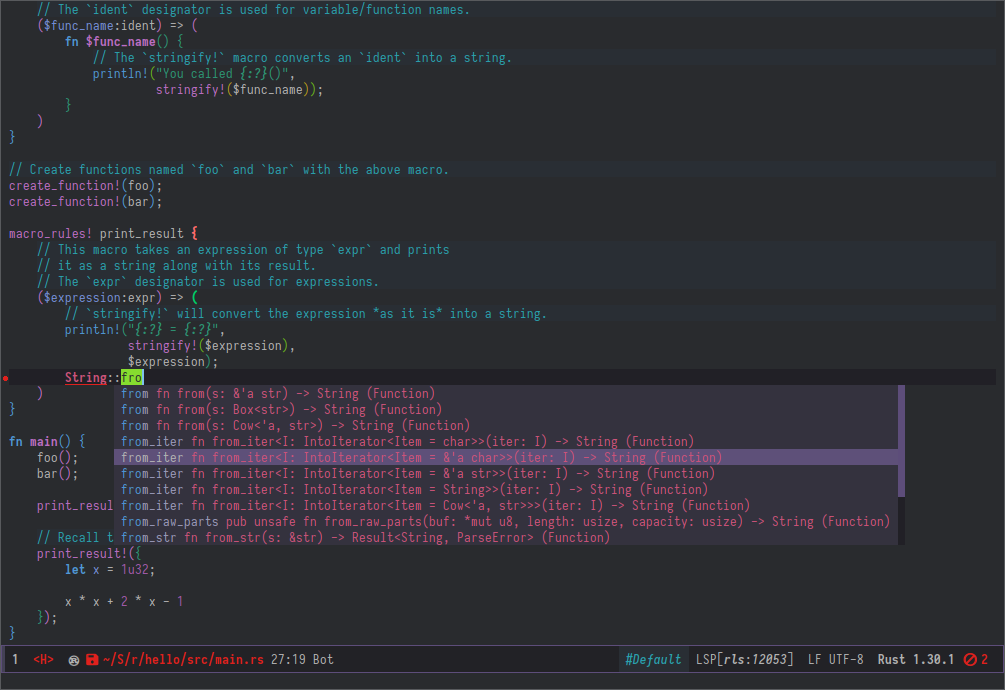 // The `ident` designator is used for variable/function names.
($func_name:ident) => (
fn $func_name() {
// The `stringify!` macro converts an `ident` into a string.
println!("You called {:?}()",
stringify!($func_name));
}
)
}
// Create functions named `foo` and `bar` with the above macro.
create_function!(foo);
create_function!(bar);
macro_rules! print_result {
// This macro takes an expression of type `expr` and prints
// it as a string along with its result.
// The `expr` designator is used for expressions.
($expression:expr) => (
// `stringify!` will convert the expression *as it is* into a string.
println!("{:?} = {:?}",
stringify!($expression),
$expression);
String::fro
) from fn from(s: &'a str) -> String (Function)
} from fn from(s: Box<str>) -> String (Function)
from fn from(s: Cow<'a, str>) -> String (Function)
fn main() { from_iter fn from_iter<I: IntoIterator<Item = char>>(iter: I) -> String (Function)
foo(); from_iter fn from_iter<I: IntoIterator<Item = &'a char>>(iter: I) -> String (Function)
bar(); from_iter fn from_iter<I: IntoIterator<Item = &'a str>>(iter: I) -> String (Function)
from_iter fn from_iter<I: IntoIterator<Item = String>>(iter: I) -> String (Function)
print_resul from_iter fn from_iter<I: IntoIterator<Item = Cow<'a, str>>>(iter: I) -> String (Function)
from_raw_parts pub unsafe fn from_raw_parts(buf: *mut u8, length: usize, capacity: usize) -> String (Function)
// Recall t from_str fn from_str(s: &str) -> Result<String, ParseError> (Function)
print_result!({
let x = 1u32;
x * x + 2 * x - 1
});
}
1 <H> ~/S/r/hello/src/main.rs 27:19 Bot #Default LSP[rls:12053] LF UTF-8 Rust 1.30.1 2